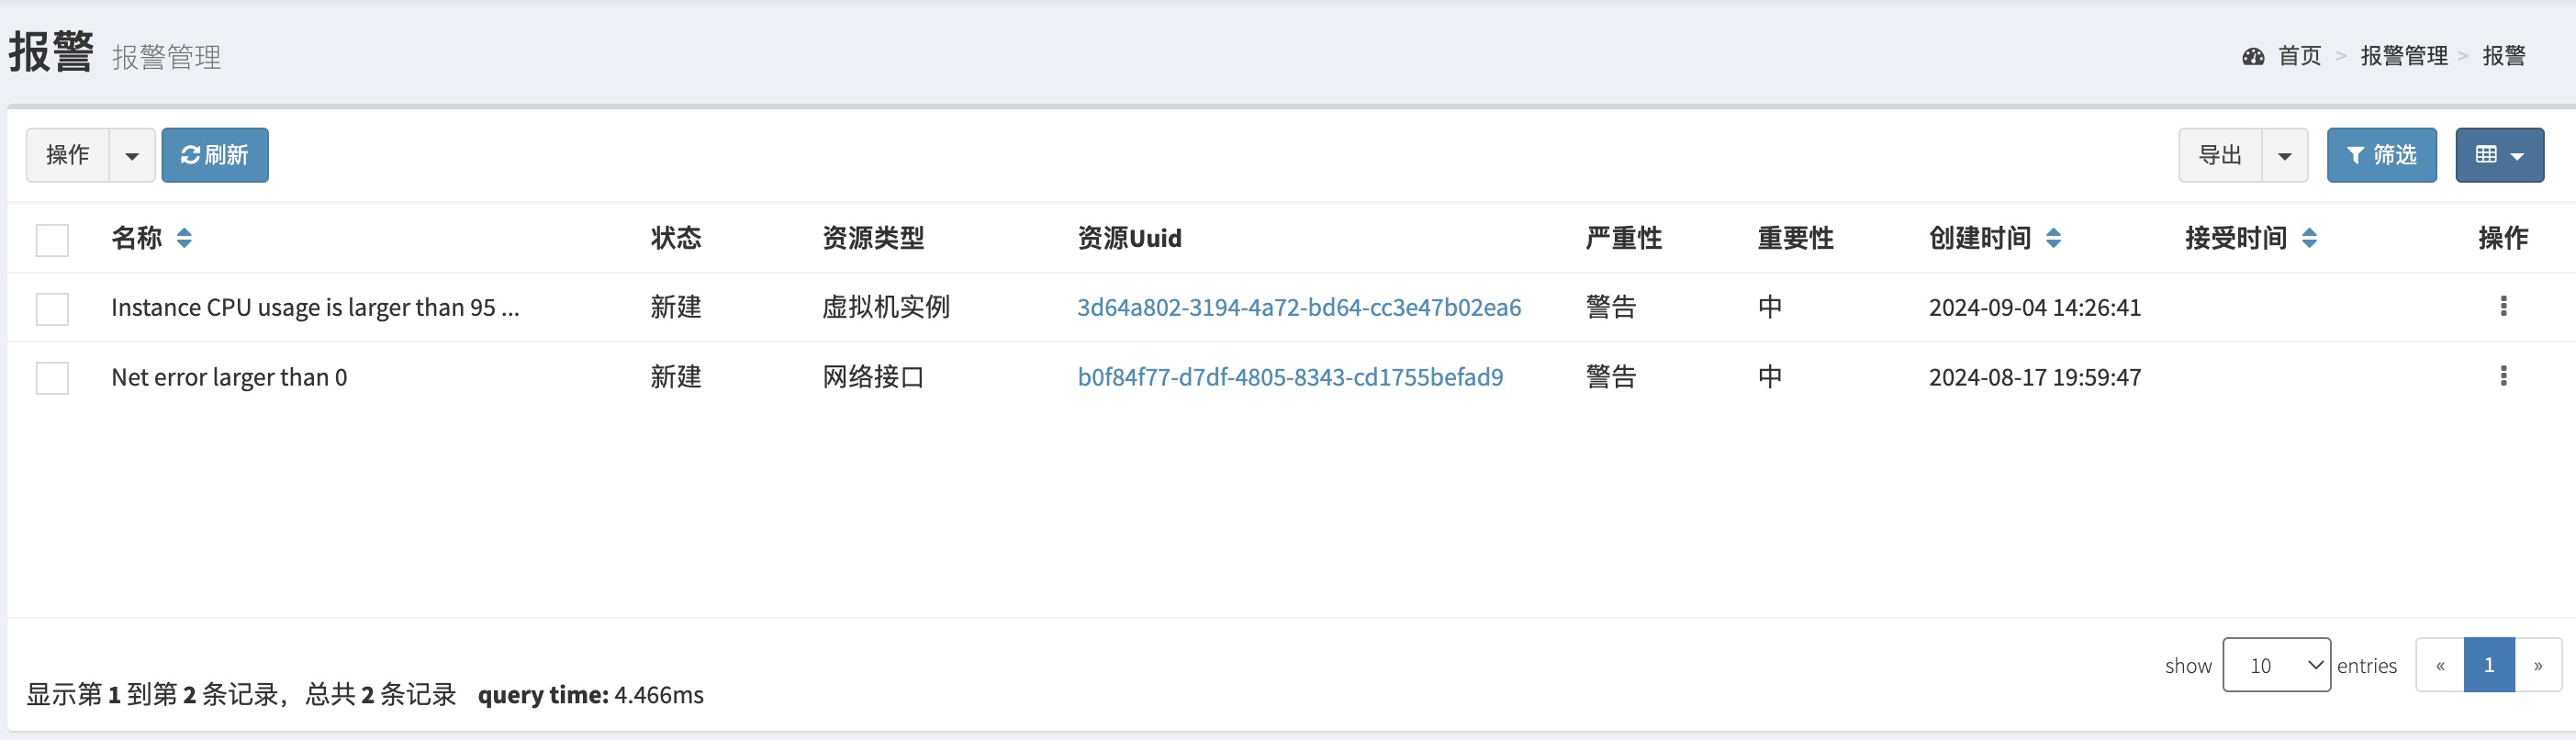 报警 报警管理 首页 > 报警管理 > 报警
操作 刷新 导出 筛选
名称 状态 资源类型 资源Uuid 严重性 重要性 创建时间 接受时间 操作
Instance CPU usage is larger than 95 ... 新建 虚拟机实例 3d64a802-3194-4a72-bd64-cc3e47b02ea6 警告 中 2024-09-04 14:26:41
Net error larger than 0 新建 网络接口 b0f84f77-d7df-4805-8343-cd1755befad9 警告 中 2024-08-17 19:59:47
show 10 entries « 1 »
显示第 1 到第 2 条记录，总共 2 条记录 query time: 4.466ms